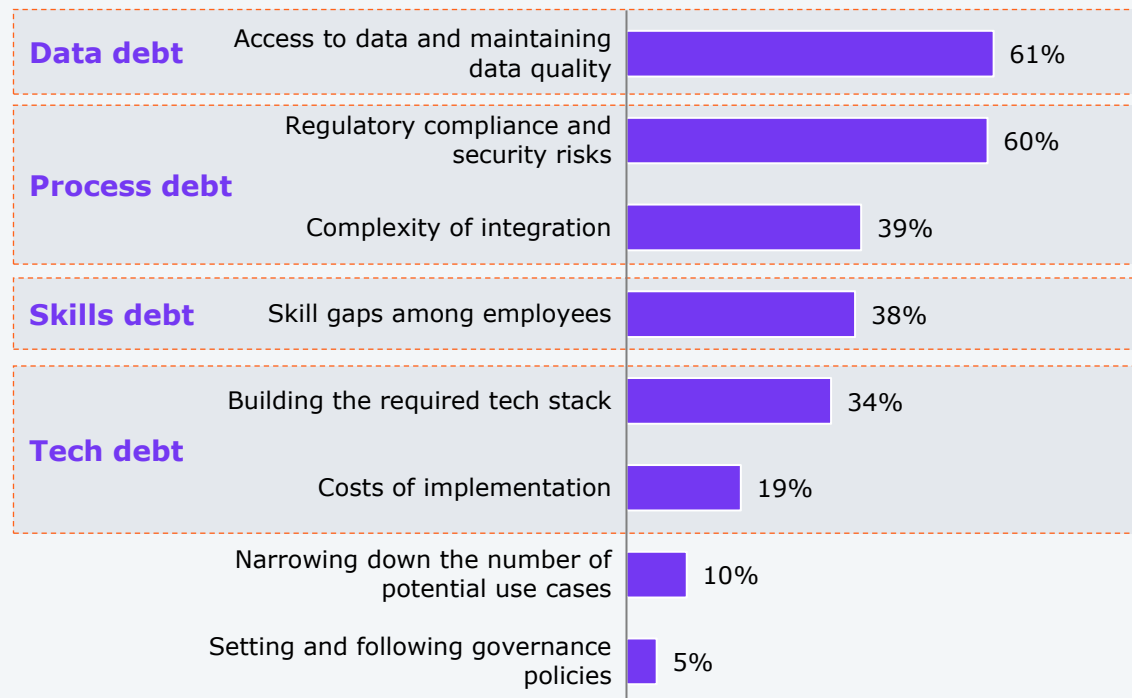 Data debt
Access to data and maintaining
data quality
61%
Process debt
Regulatory compliance and
security risks
60%
Complexity of integration
39%
Skills debt
Skill gaps among employees
38%
Tech debt
Building the required tech stack
34%
Costs of implementation
19%
Narrowing down the number of
potential use cases
10%
Setting and following governance
policies
5%